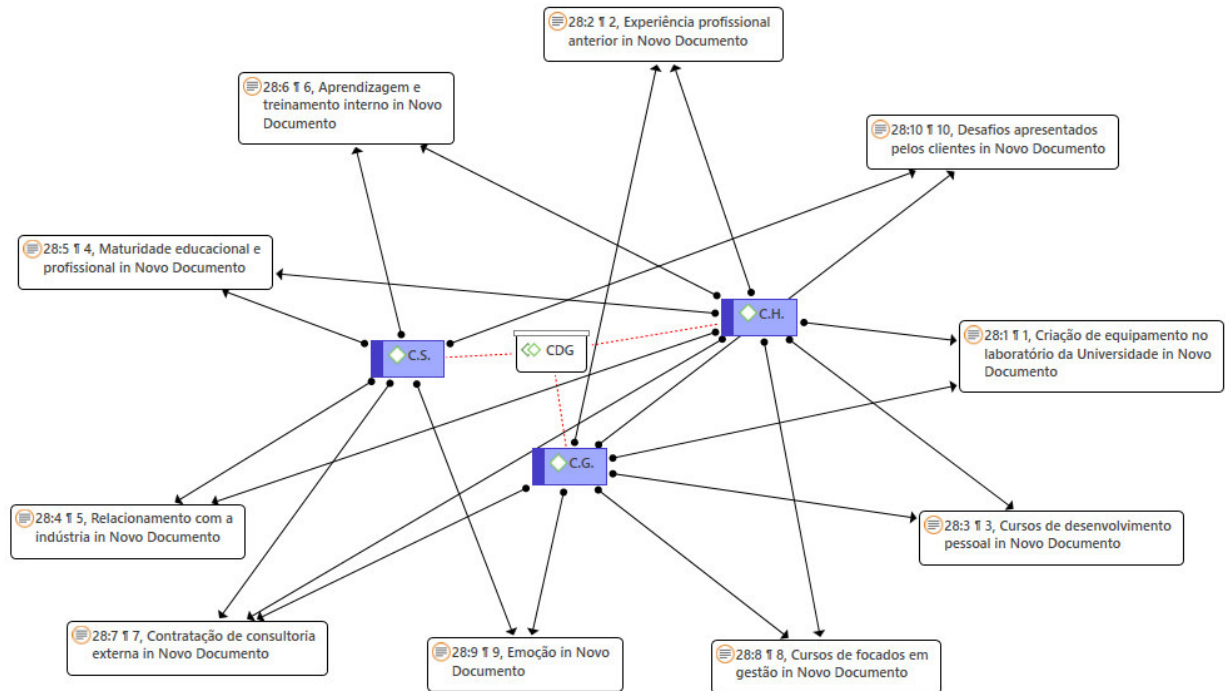 28:2 ¶ 2, Experiência profissional
anterior in Novo Documento
28:6 ¶ 6, Aprendizagem e
treinamento interno in Novo
Documento
28:10 ¶ 10, Desafios apresentados
pelos clientes in Novo Documento
28:5 ¶ 4, Maturidade educacional e
profissional in Novo Documento
C.H.
C.S.
CDG
28:1 ¶ 1, Criação de equipamento no
laboratório da Universidade in Novo
Documento
C.G.
28:4 ¶ 5, Relacionamento com a
indústria in Novo Documento
28:3 ¶ 3, Cursos de desenvolvimento
pessoal in Novo Documento
28:7 ¶ 7, Contratação de consultoria
externa in Novo Documento
28:9 ¶ 9, Emoção in Novo
Documento
28:8 ¶ 8, Cursos de focados em
gestão in Novo Documento